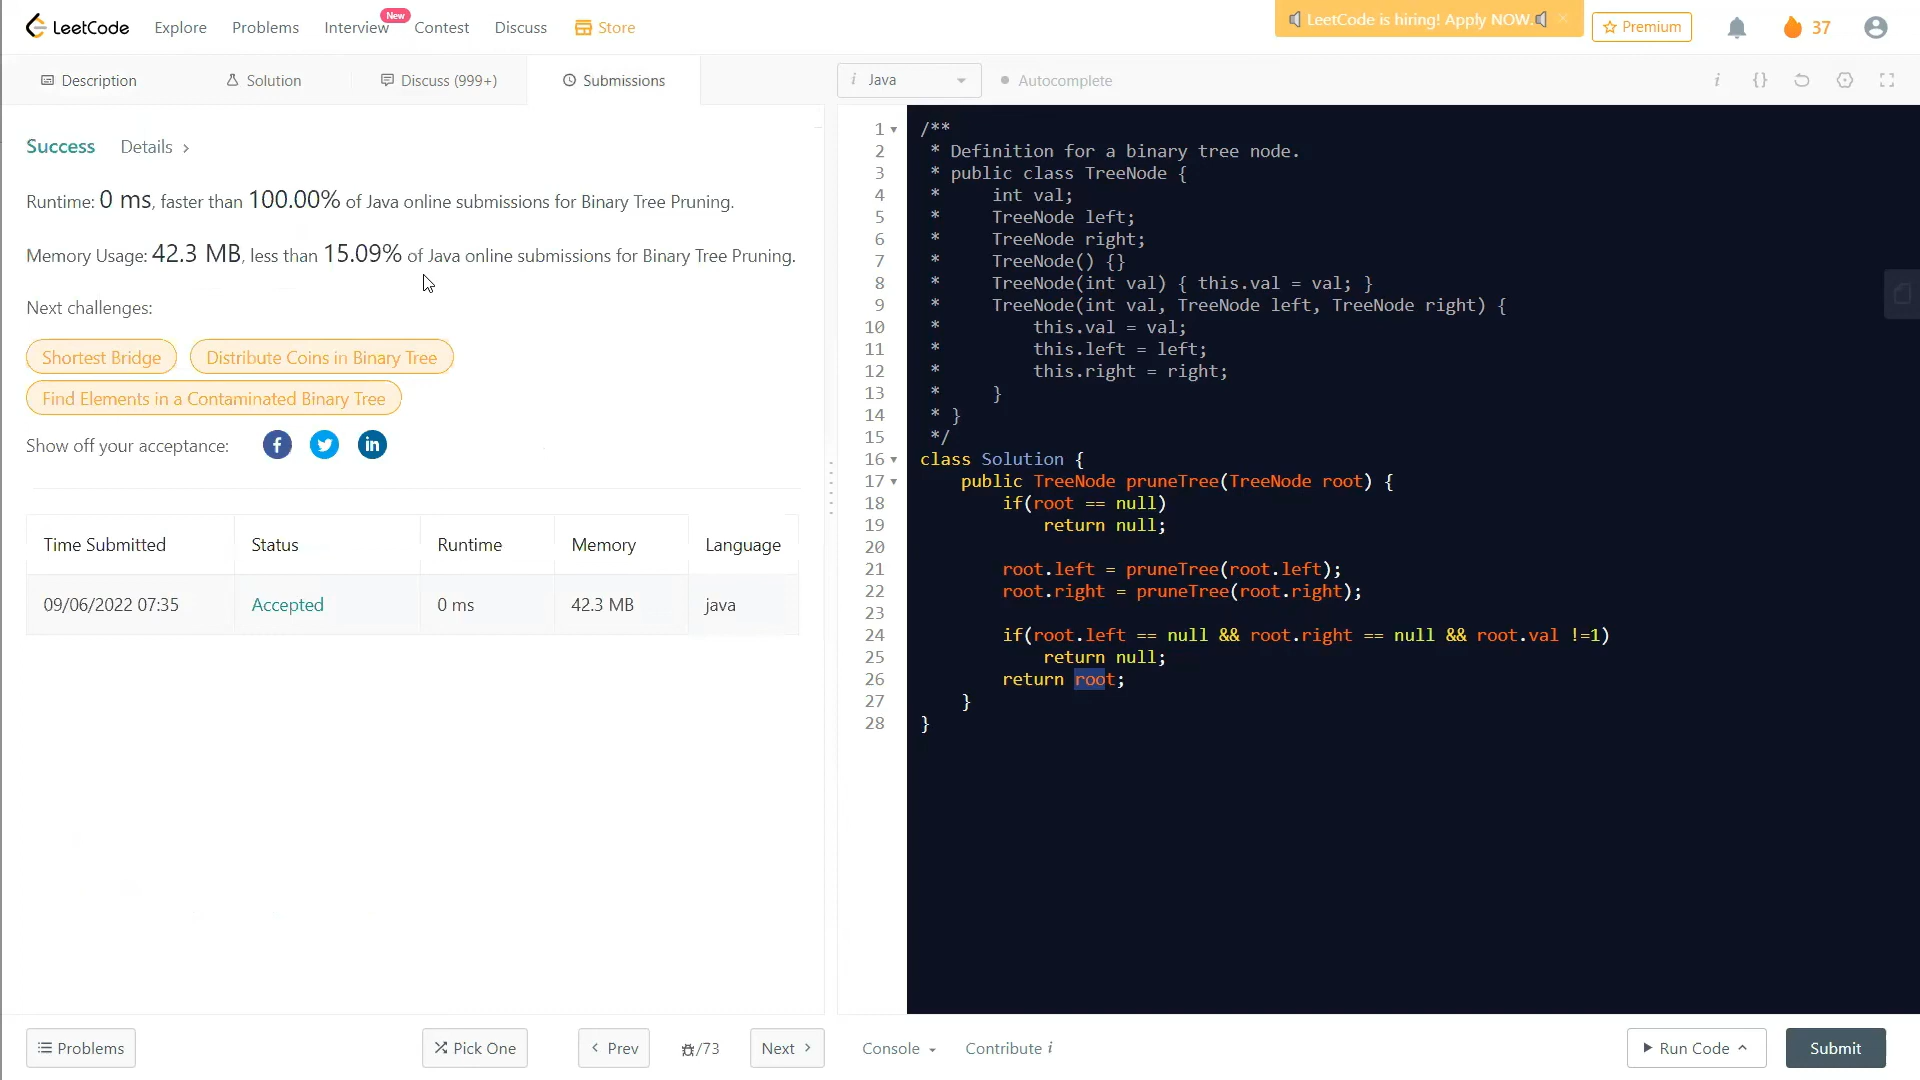 LeetCode Explore Problems Interview New Contest Discuss Store LeetCode is hiring! Apply NOW. × Premium 37
Description Solution Discuss (999+) Submissions
i Java Autocomplete i {}
Success Details >
Runtime: 0 ms, faster than 100.00% of Java online submissions for Binary Tree Pruning.
Memory Usage: 42.3 MB, less than 15.09% of Java online submissions for Binary Tree Pruning.
Next challenges:
Shortest Bridge Distribute Coins in Binary Tree
Find Elements in a Contaminated Binary Tree
Show off your acceptance: f in
Time Submitted Status Runtime Memory Language
09/06/2022 07:35 Accepted 0 ms 42.3 MB java
1 /**
2  * Definition for a binary tree node.
3  * public class TreeNode {
4  *     int val;
5  *     TreeNode left;
6  *     TreeNode right;
7  *     TreeNode() {}
8  *     TreeNode(int val) { this.val = val; }
9  *     TreeNode(int val, TreeNode left, TreeNode right) {
10  *         this.val = val;
11  *         this.left = left;
12  *         this.right = right;
13  *     }
14  * }
15  */
16 class Solution {
17     public TreeNode pruneTree(TreeNode root) {
18         if(root == null)
19             return null;
20
21         root.left = pruneTree(root.left);
22         root.right = pruneTree(root.right);
23
24         if(root.left == null && root.right == null && root.val !=1)
25             return null;
26         return root;
27     }
28 }
Problems Pick One < Prev /73 Next > Console Contribute i Run Code Submit